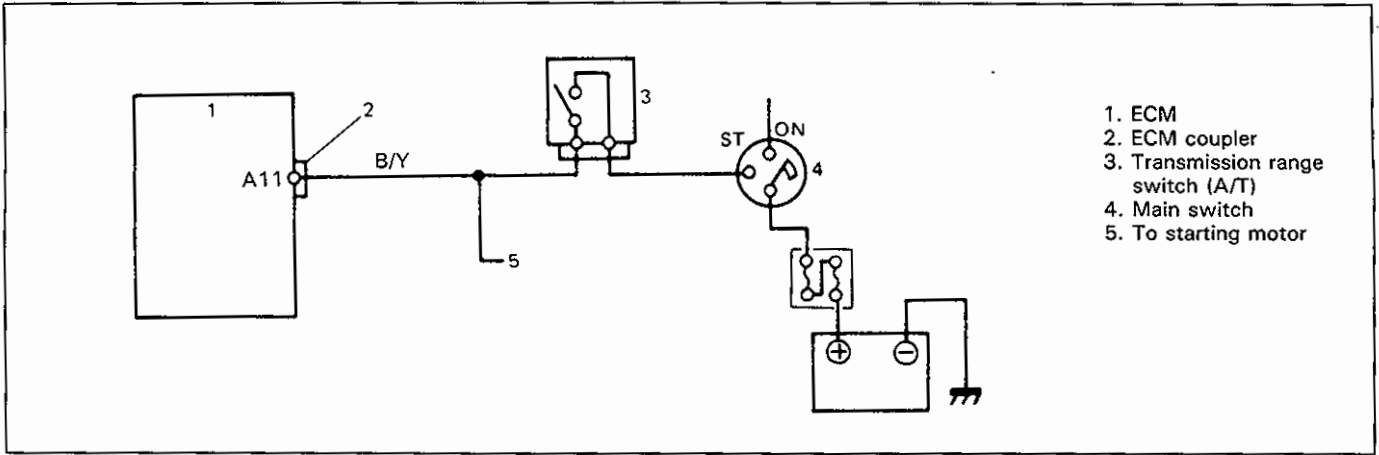 1
2
A11
B/Y
5
3
ST
ON
4
+
−
1. ECM
2. ECM coupler
3. Transmission range
switch (A/T)
4. Main switch
5. To starting motor